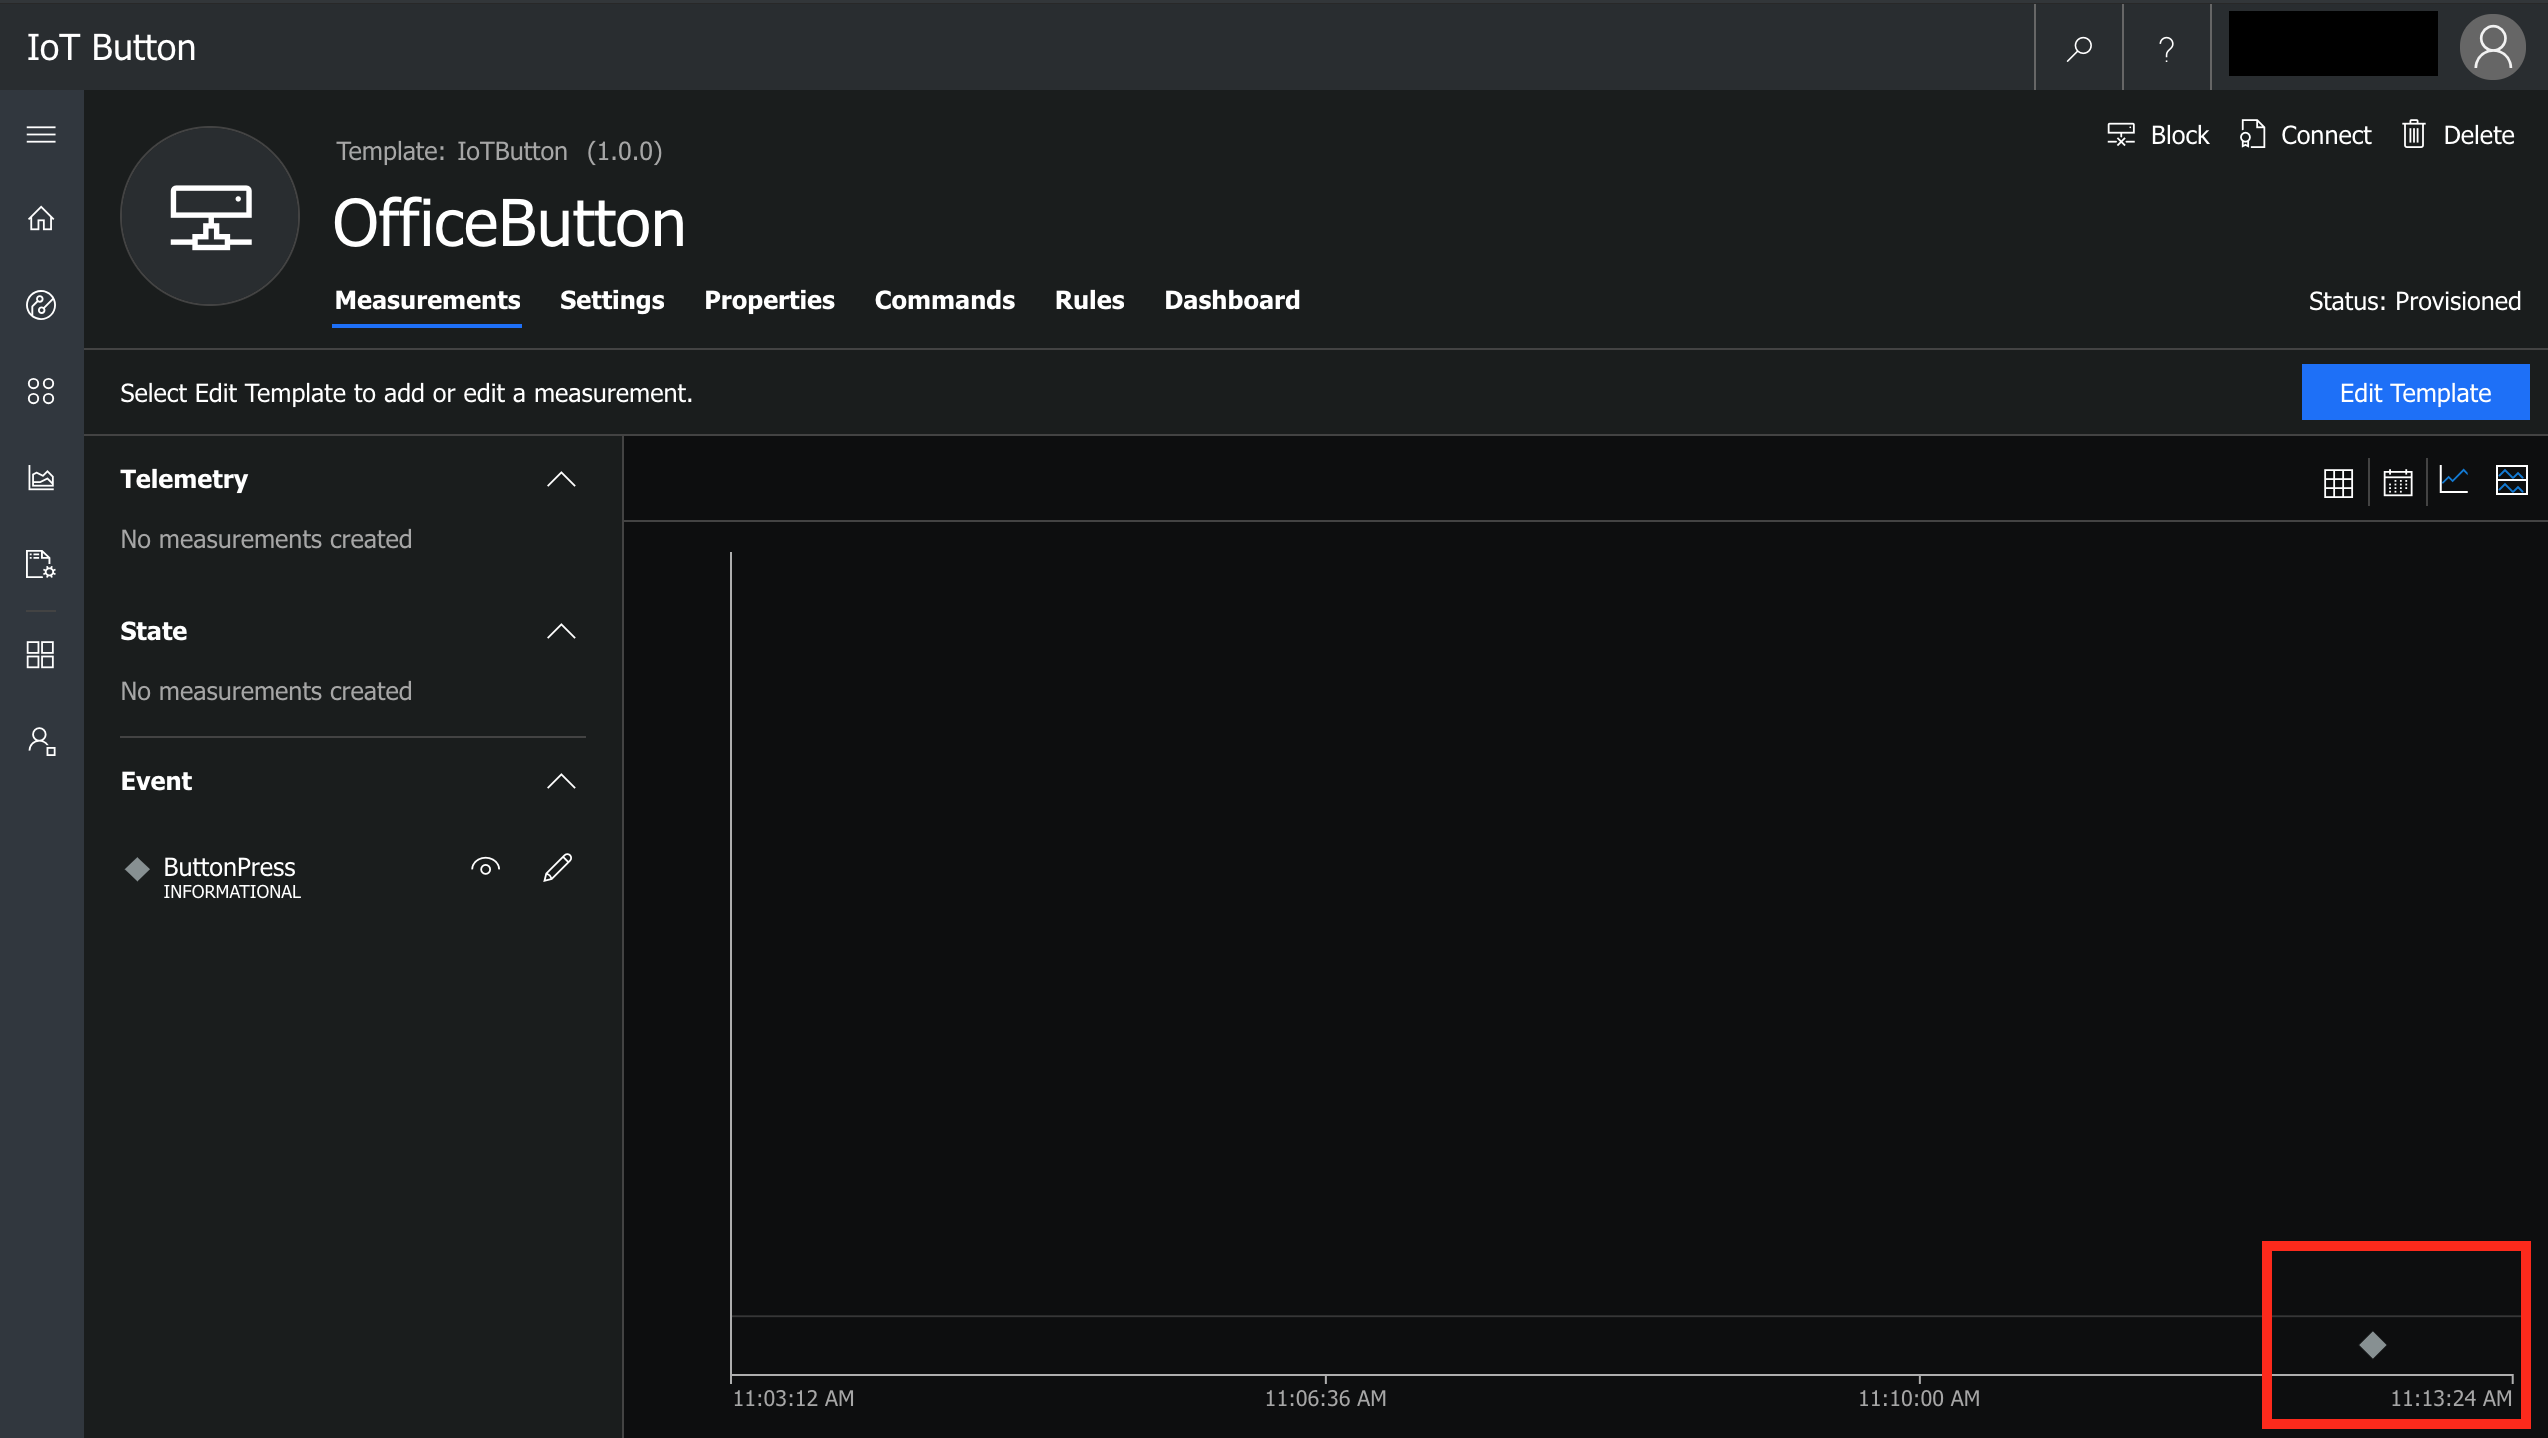 IoT Button
?
Block Connect Delete
Template: IoTButton (1.0.0)
OfficeButton
Measurements Settings Properties Commands Rules Dashboard
Status: Provisioned
Select Edit Template to add or edit a measurement.
Edit Template
Telemetry
No measurements created
State
No measurements created
Event
ButtonPress
INFORMATIONAL
11:03:12 AM 11:06:36 AM 11:10:00 AM 11:13:24 AM